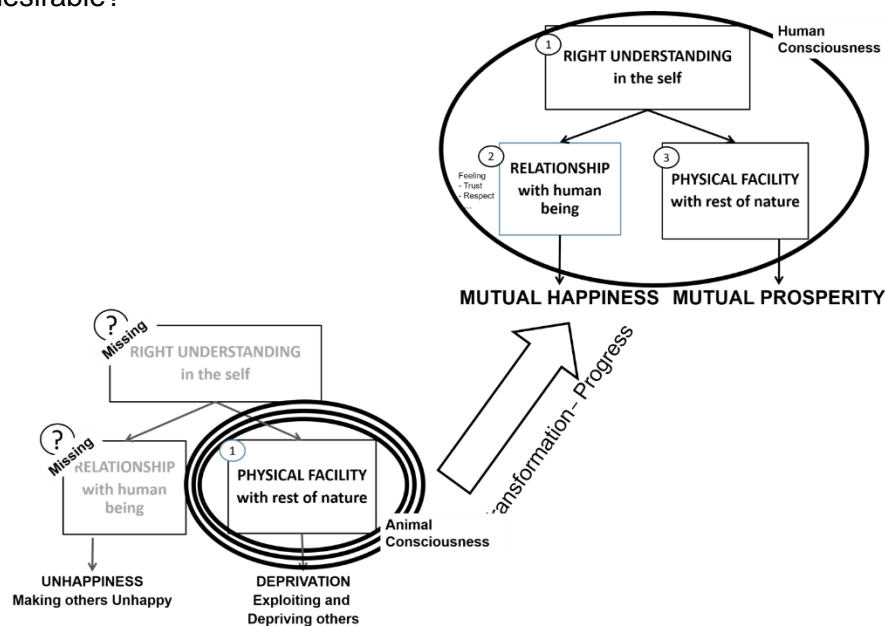 desirable?
Human
Consciousness
1
RIGHT UNDERSTANDING
in the self
2
RELATIONSHIP
with human
being
Feeling
- Trust
- Respect
3
PHYSICAL FACILITY
with rest of nature
MUTUAL HAPPINESS
MUTUAL PROSPERITY
Transformation – Progress
?
Missing
RIGHT UNDERSTANDING
in the self
?
Missing
RELATIONSHIP
with human
being
1
PHYSICAL FACILITY
with rest of nature
Animal
Consciousness
UNHAPPINESS
Making others Unhappy
DEPRIVATION
Exploiting and
Depriving others